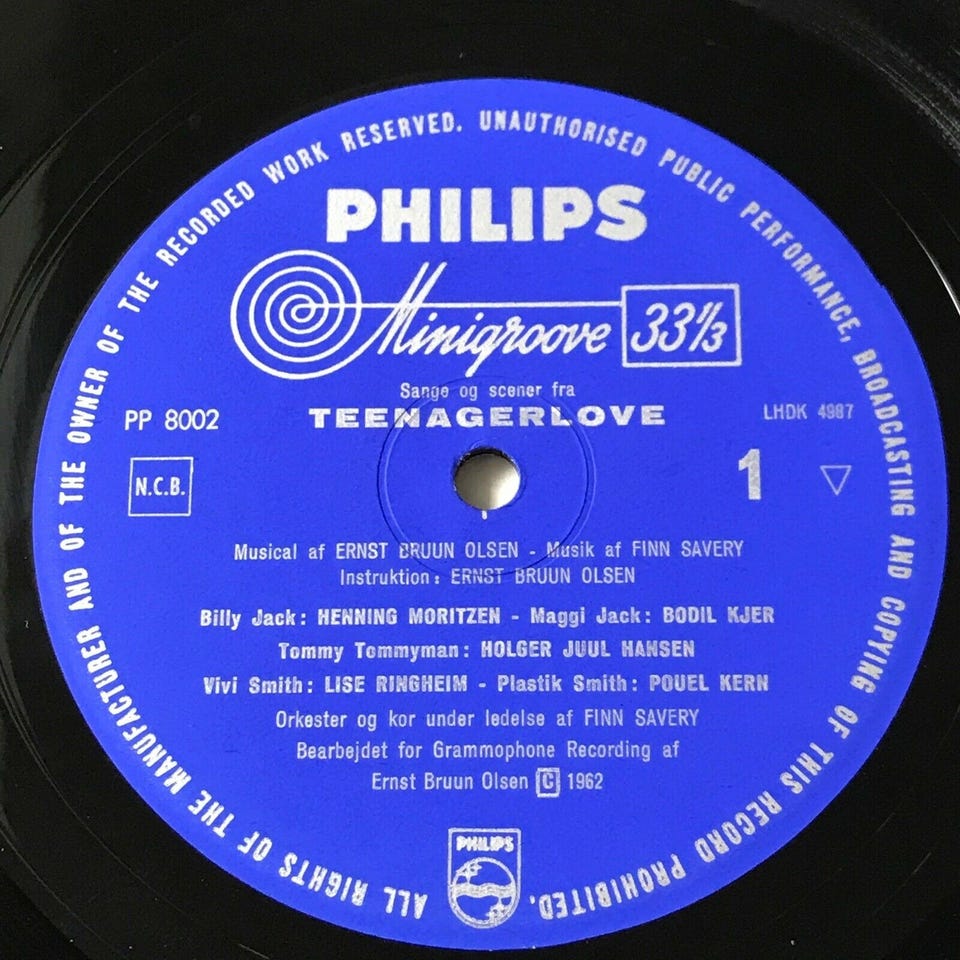 ALL RIGHTS OF THE MANUFACTURER AND OF THE OWNER OF THE RECORDED WORK RESERVED. UNAUTHORISED PUBLIC PERFORMANCE, BROADCASTING AND COPYING OF THIS RECORD PROHIBITED.
PHILIPS
Minigroove 33 1/3
Sange og scener fra
TEENAGERLOVE
PP 8002
LHDK 4987
N.C.B.
1
Musical af ERNST BRUUN OLSEN - Musik af FINN SAVERY
Instruktion: ERNST BRUUN OLSEN
Billy Jack: HENNING MORITZEN - Maggi Jack: BODIL KJER
Tommy Tommyman: HOLGER JUUL HANSEN
Vivi Smith: LISE RINGHEIM - Plastik Smith: POUEL KERN
Orkester og kor under ledelse af FINN SAVERY
Bearbejdet for Grammophone Recording af
Ernst Bruun Olsen C 1962
PHILIPS